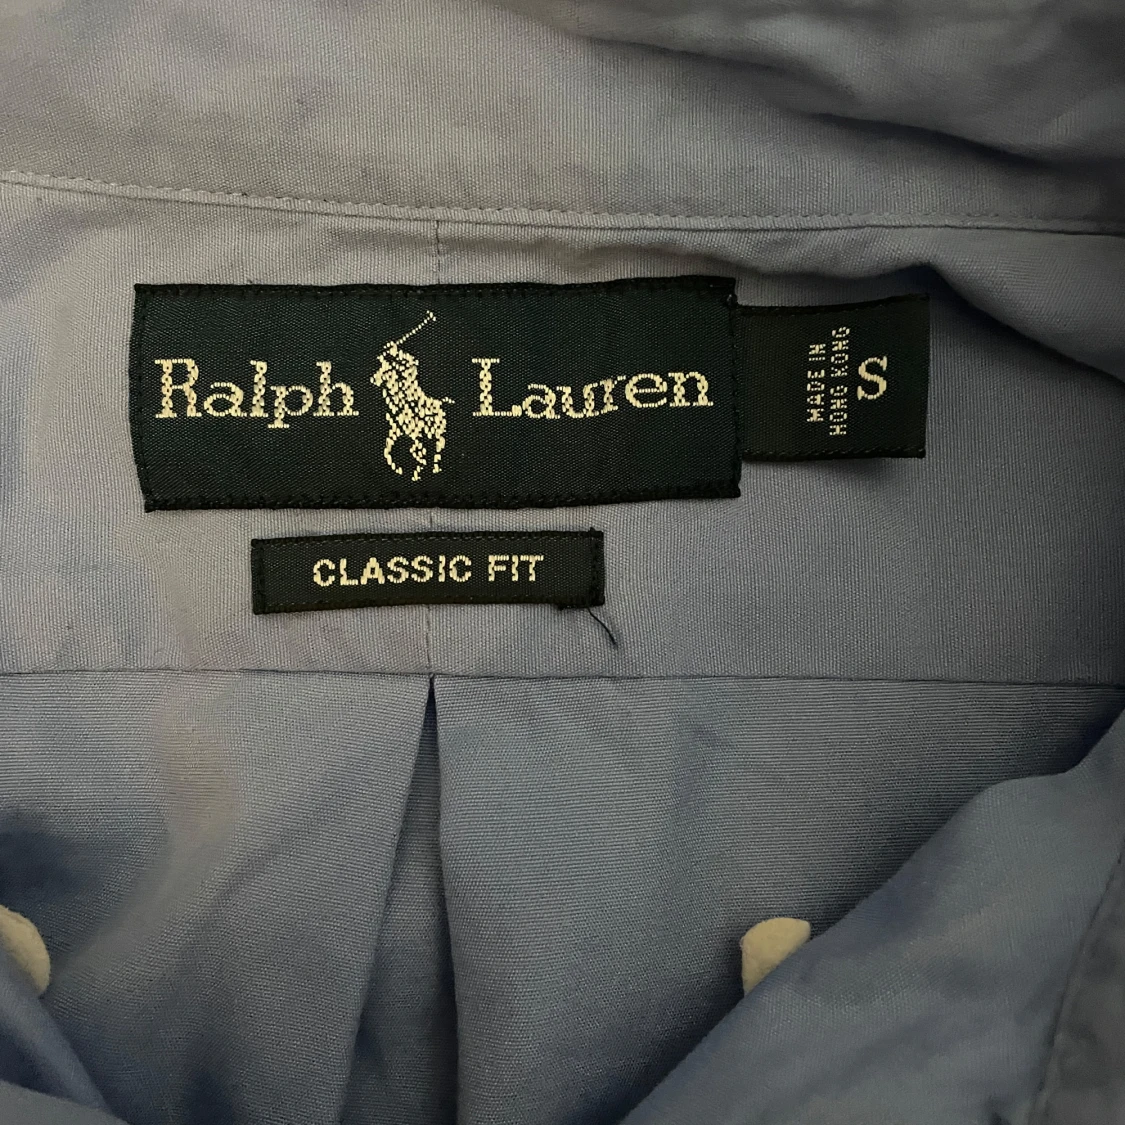 Ralph Lauren
MADE IN
HONG KONG
S
CLASSIC FIT